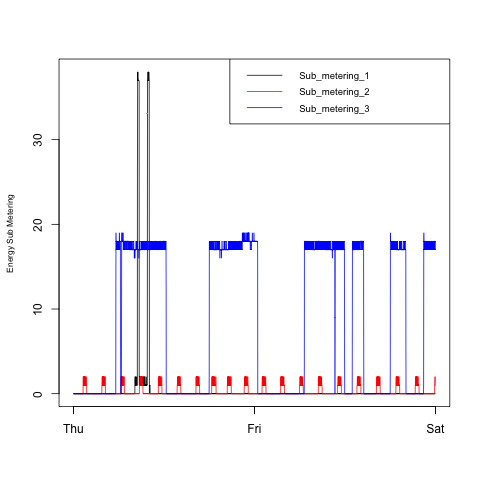 Sub_metering_1
Sub_metering_2
Sub_metering_3
Energy Sub Metering
30
20
10
0
Thu Fri Sat